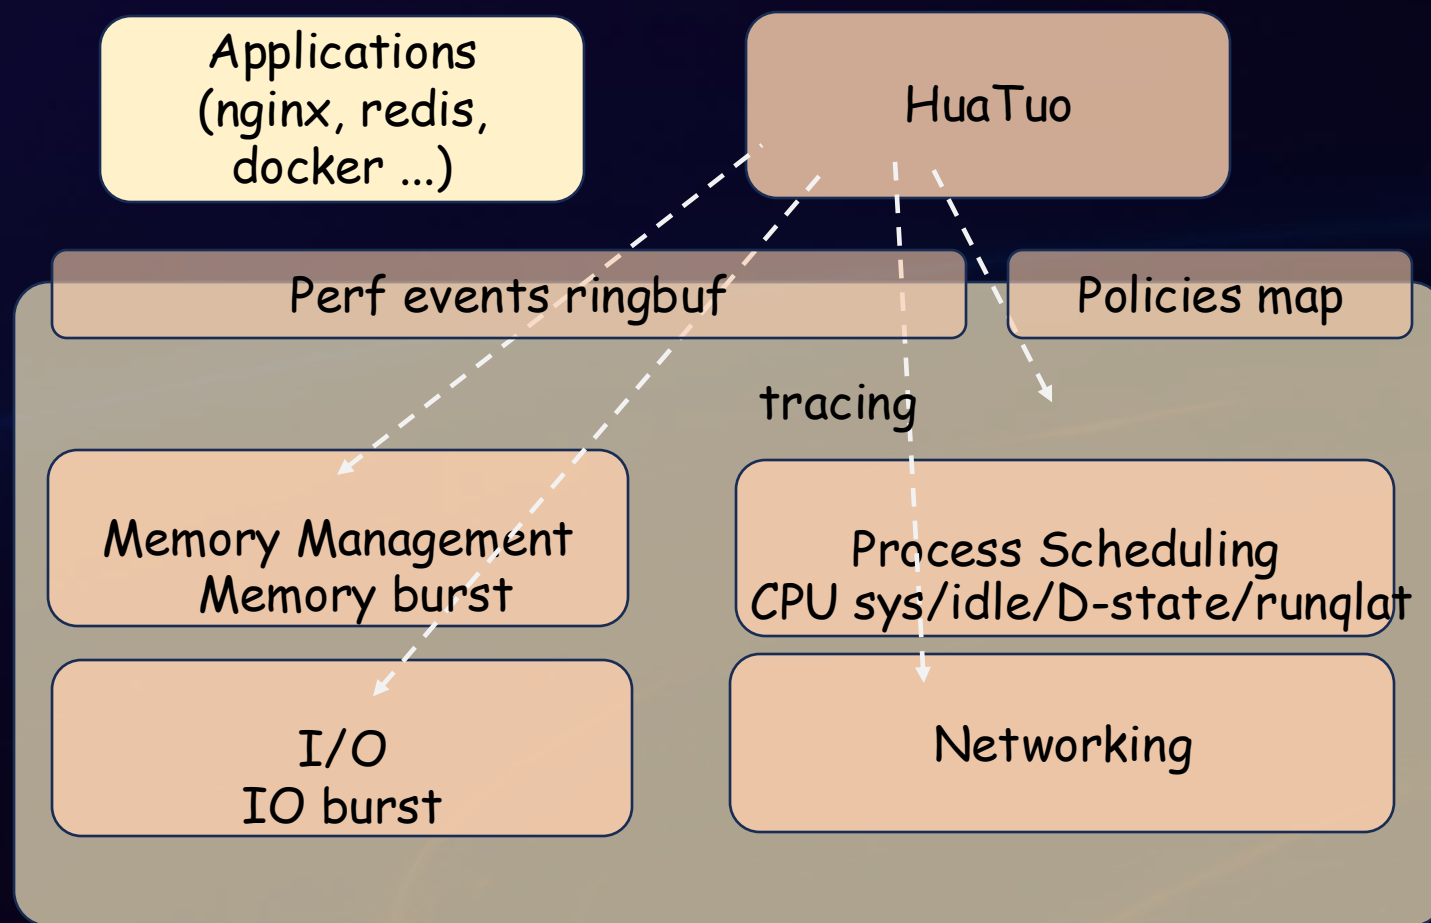 Applications
(nginx, redis,
docker ...)
HuaTuo
Perf events ringbuf
Policies map
tracing
Memory Management
Memory burst
Process Scheduling
CPU sys/idle/D-state/runqlat
I/O
IO burst
Networking